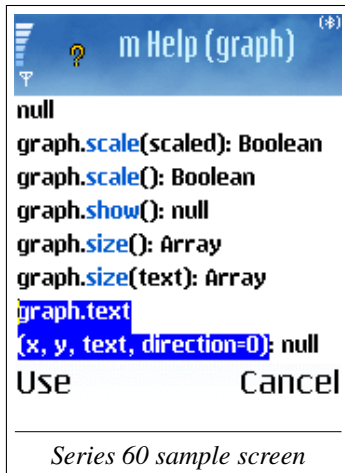 m Help (graph)
null
graph.scale(scaled): Boolean
graph.scale(): Boolean
graph.show(): null
graph.size(): Array
graph.size(text): Array
graph.text
(x, y, text, direction=0): null
Use Cancel
Series 60 sample screen